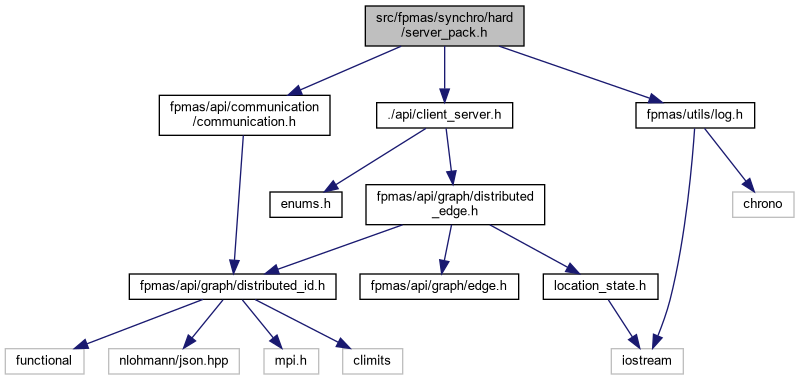 src/fpmas/synchro/hard
/server_pack.h
fpmas/api/communication
/communication.h
./api/client_server.h
fpmas/utils/log.h
enums.h
fpmas/api/graph/distributed
_edge.h
chrono
fpmas/api/graph/distributed_id.h
fpmas/api/graph/edge.h
location_state.h
functional
nlohmann/json.hpp
mpi.h
climits
iostream